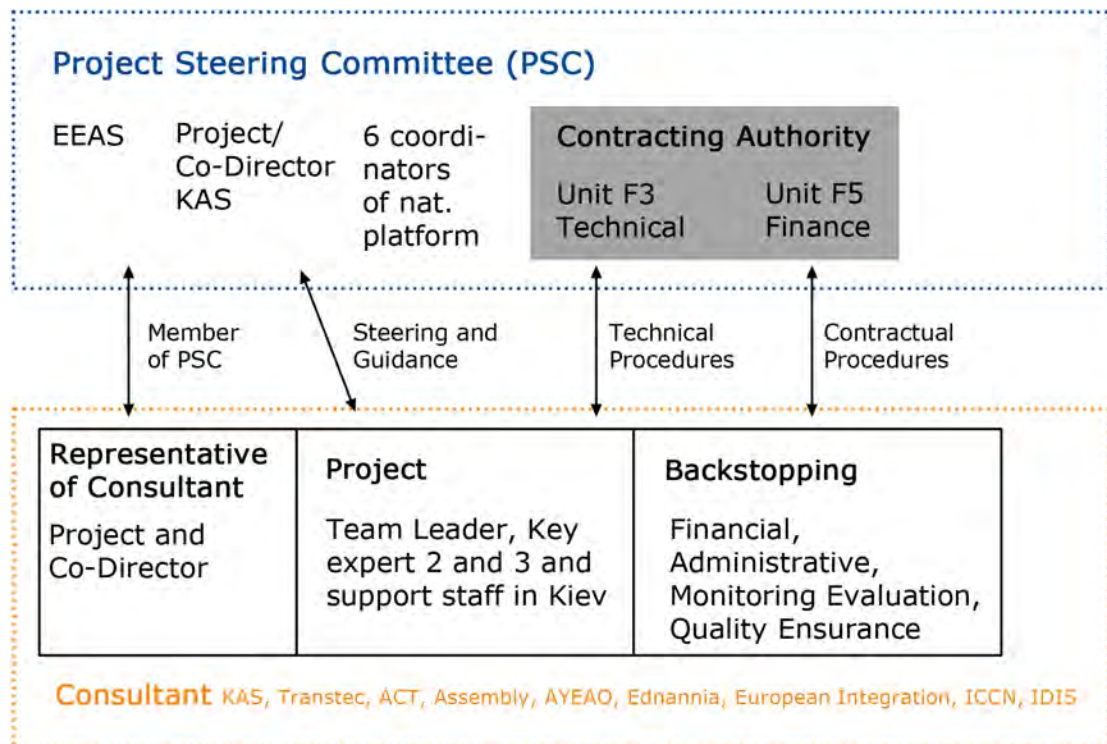 Project Steering Committee (PSC)
EEAS
Project/
Co-Director
KAS
6 coordi-
nators
of nat.
platform
Contracting Authority
Unit F3
Technical
Unit F5
Finance
Member
of PSC
Steering and
Guidance
Technical
Procedures
Contractual
Procedures
Representative
of Consultant
Project and
Co-Director
Project
Team Leader, Key
expert 2 and 3 and
support staff in Kiev
Backstopping
Financial,
Administrative,
Monitoring Evaluation,
Quality Ensurance
Consultant KAS, Transtec, ACT, Assembly, AYEAO, Ednannia, European Integration, ICCN, IDIS